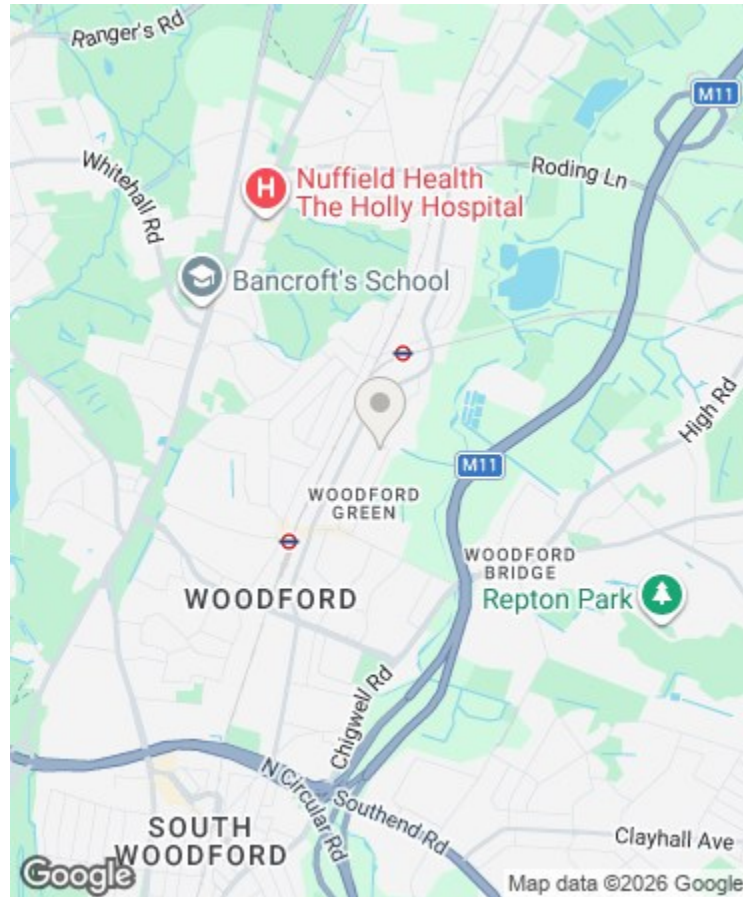 Ranger's Rd
M11
Whitehall Rd
Roding Ln
H
Nuffield Health
The Holly Hospital
Bancroft's School
High Rd
M11
WOODFORD
GREEN
WOODFORD
BRIDGE
WOODFORD
Repton Park
Chigwell Rd
N Circular Rd
Southend Rd
SOUTH
WOODFORD
Clayhall Ave
Google
Map data ©2026 Google